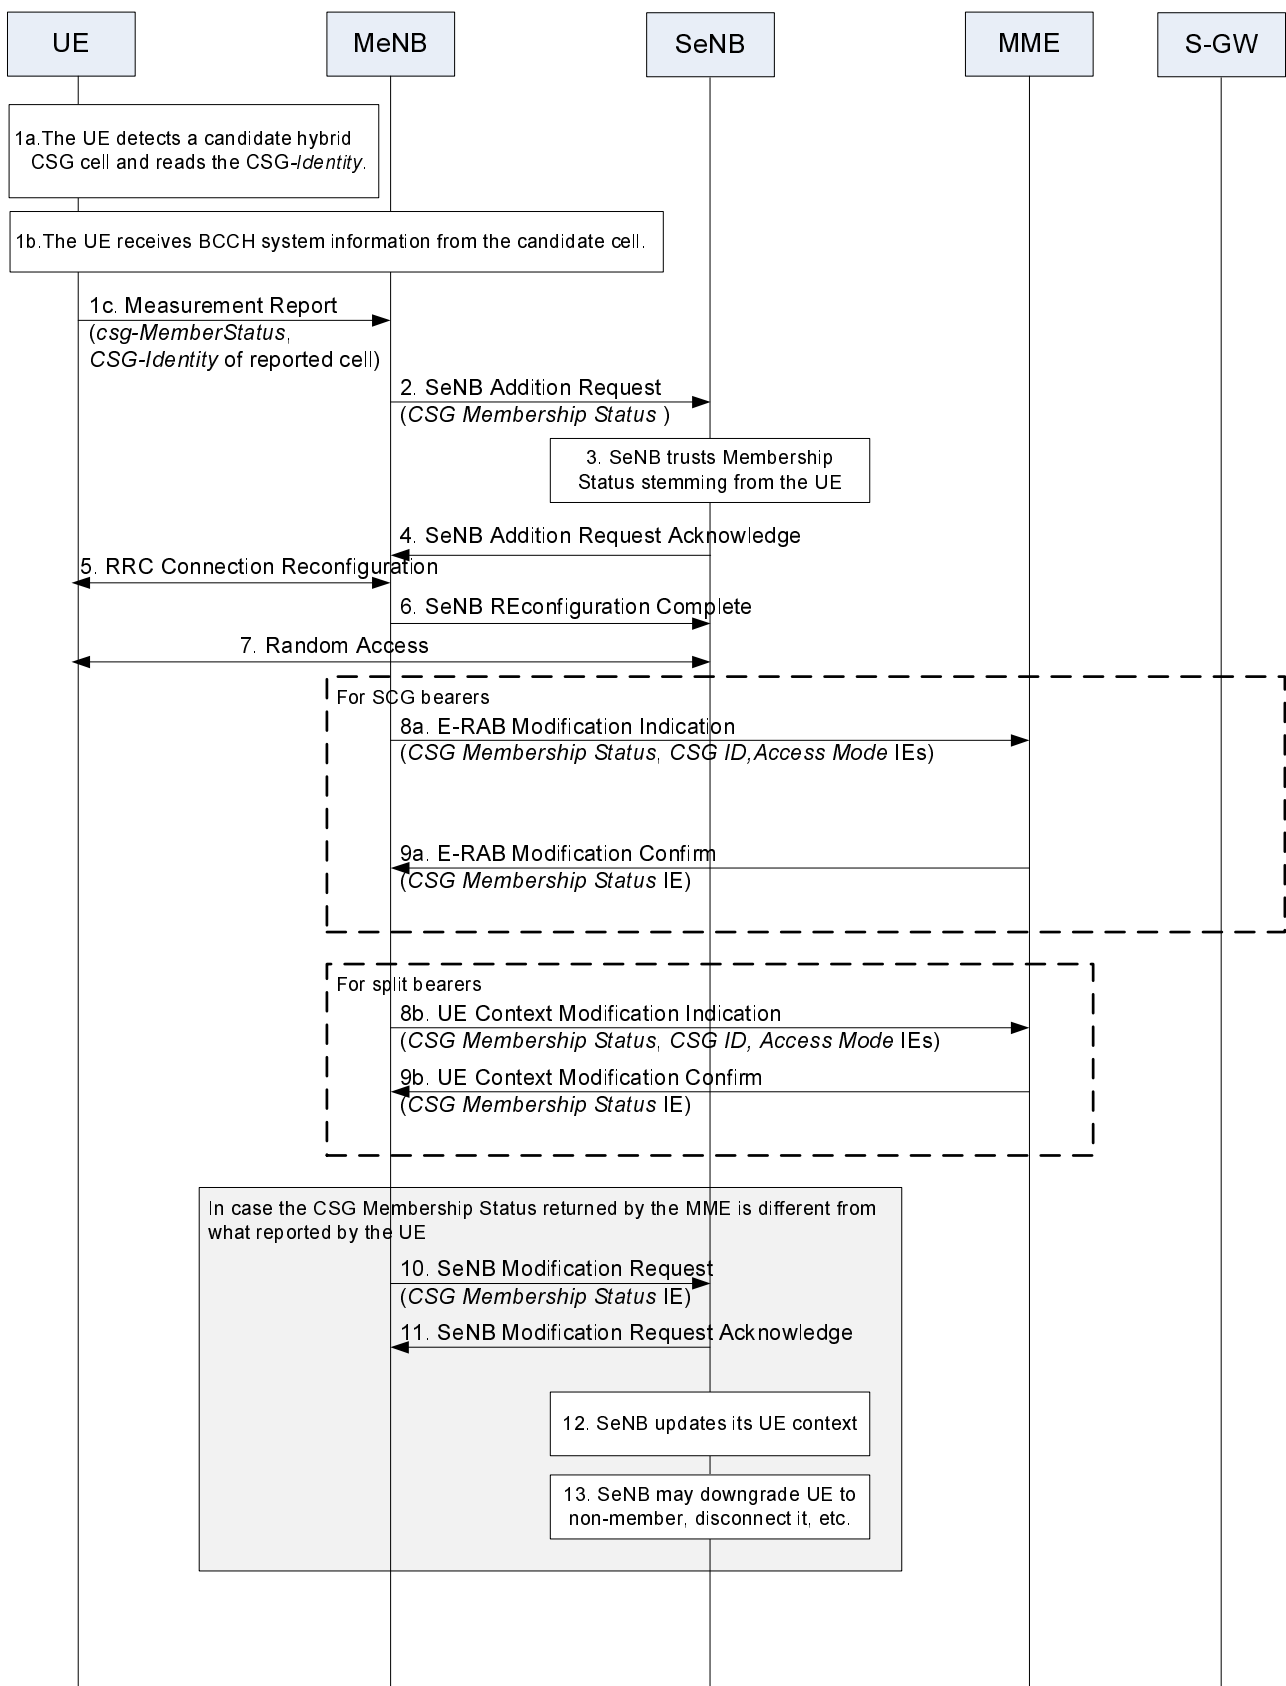 UE
MeNB
SeNB
MME
S-GW
1a.The UE detects a candidate hybrid
CSG cell and reads the CSG-Identity.
1b.The UE receives BCCH system information from the candidate cell.
1c. Measurement Report
(csg-MemberStatus,
CSG-Identity of reported cell)
2. SeNB Addition Request
(CSG Membership Status )
3. SeNB trusts Membership
Status stemming from the UE
4. SeNB Addition Request Acknowledge
5. RRC Connection Reconfiguration
6. SeNB REconfiguration Complete
7. Random Access
For SCG bearers
8a. E-RAB Modification Indication
(CSG Membership Status, CSG ID,Access Mode IEs)
9a. E-RAB Modification Confirm
(CSG Membership Status IE)
For split bearers
8b. UE Context Modification Indication
(CSG Membership Status, CSG ID, Access Mode IEs)
9b. UE Context Modification Confirm
(CSG Membership Status IE)
In case the CSG Membership Status returned by the MME is different from
what reported by the UE
10. SeNB Modification Request
(CSG Membership Status IE)
11. SeNB Modification Request Acknowledge
12. SeNB updates its UE context
13. SeNB may downgrade UE to
non-member, disconnect it, etc.